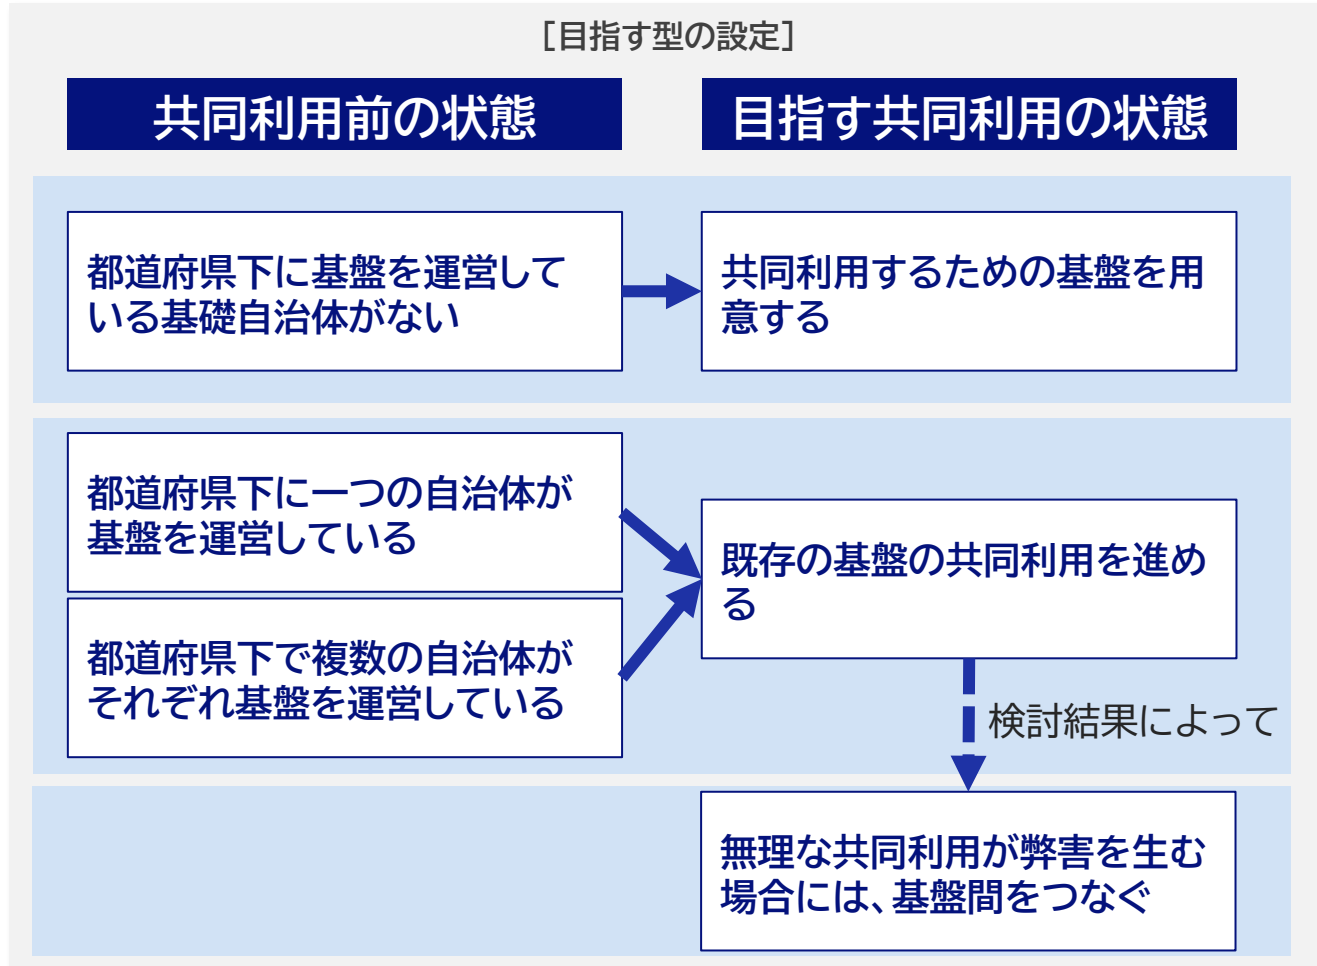 ［目指す型の設定］
共同利用前の状態
目指す共同利用の状態
都道府県下に基盤を運営して
いる基礎自治体がない
共同利用するための基盤を用
意する
都道府県下に一つの自治体が
基盤を運営している
都道府県下で複数の自治体が
それぞれ基盤を運営している
既存の基盤の共同利用を進め
る
検討結果によって
無理な共同利用が弊害を生む
場合には、基盤間をつなぐ